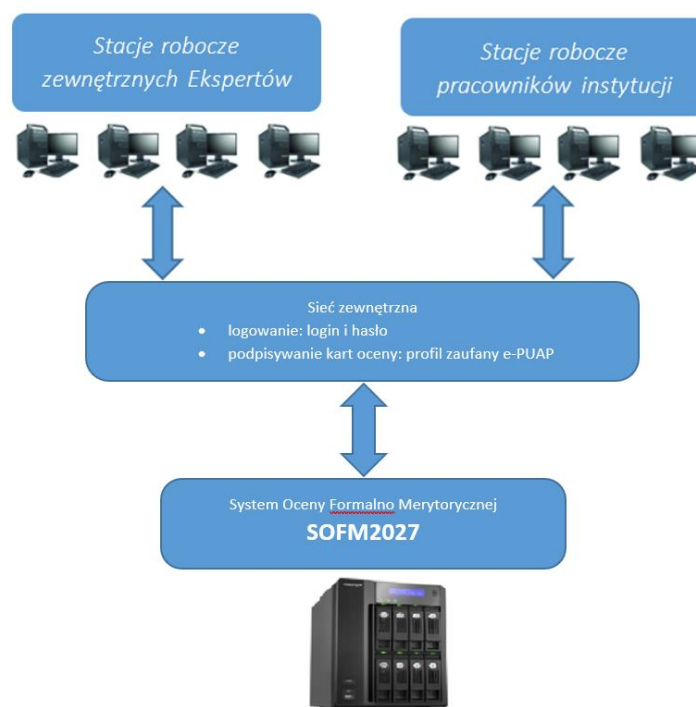 Stacje robocze
zewnętrznych Ekspertów
Stacje robocze
pracowników instytucji
Sieć zewnętrzna
• logowanie: login i hasło
• podpisywanie kart oceny: profil zaufany e-PUAP
System Oceny Formalno Merytorycznej
SOFM2027